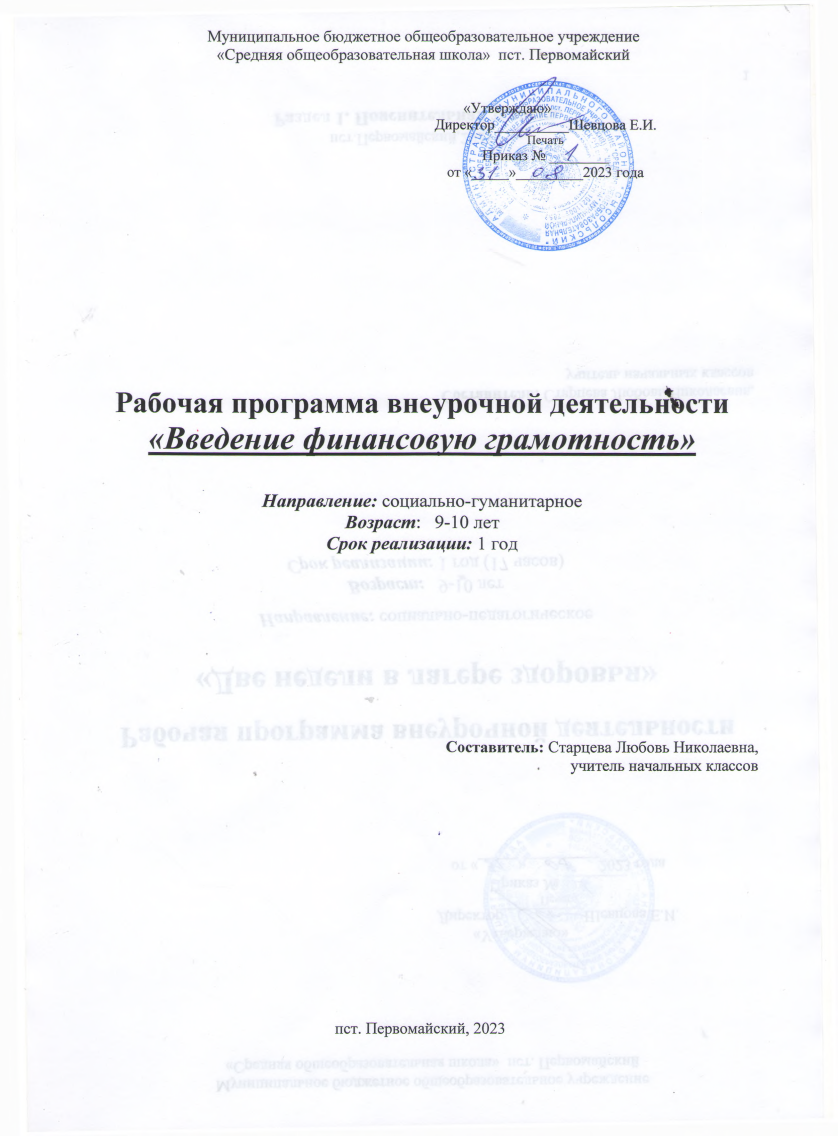 Муниципальное бюджетное общеобразовательное учреждение
«Средняя общеобразовательная школа» пст. Первомайский
«Утверждаю»
Директор Шевцова Е.И.
Печать
Приказ № 1
от «31» 08 2023 года
Рабочая программа внеурочной деятельности
«Введение финансовую грамотность»
Направление: социально-гуманитарное
Возраст: 9-10 лет
Срок реализации: 1 год
Составитель: Старцева Любовь Николаевна,
учитель начальных классов
пст. Первомайский, 2023